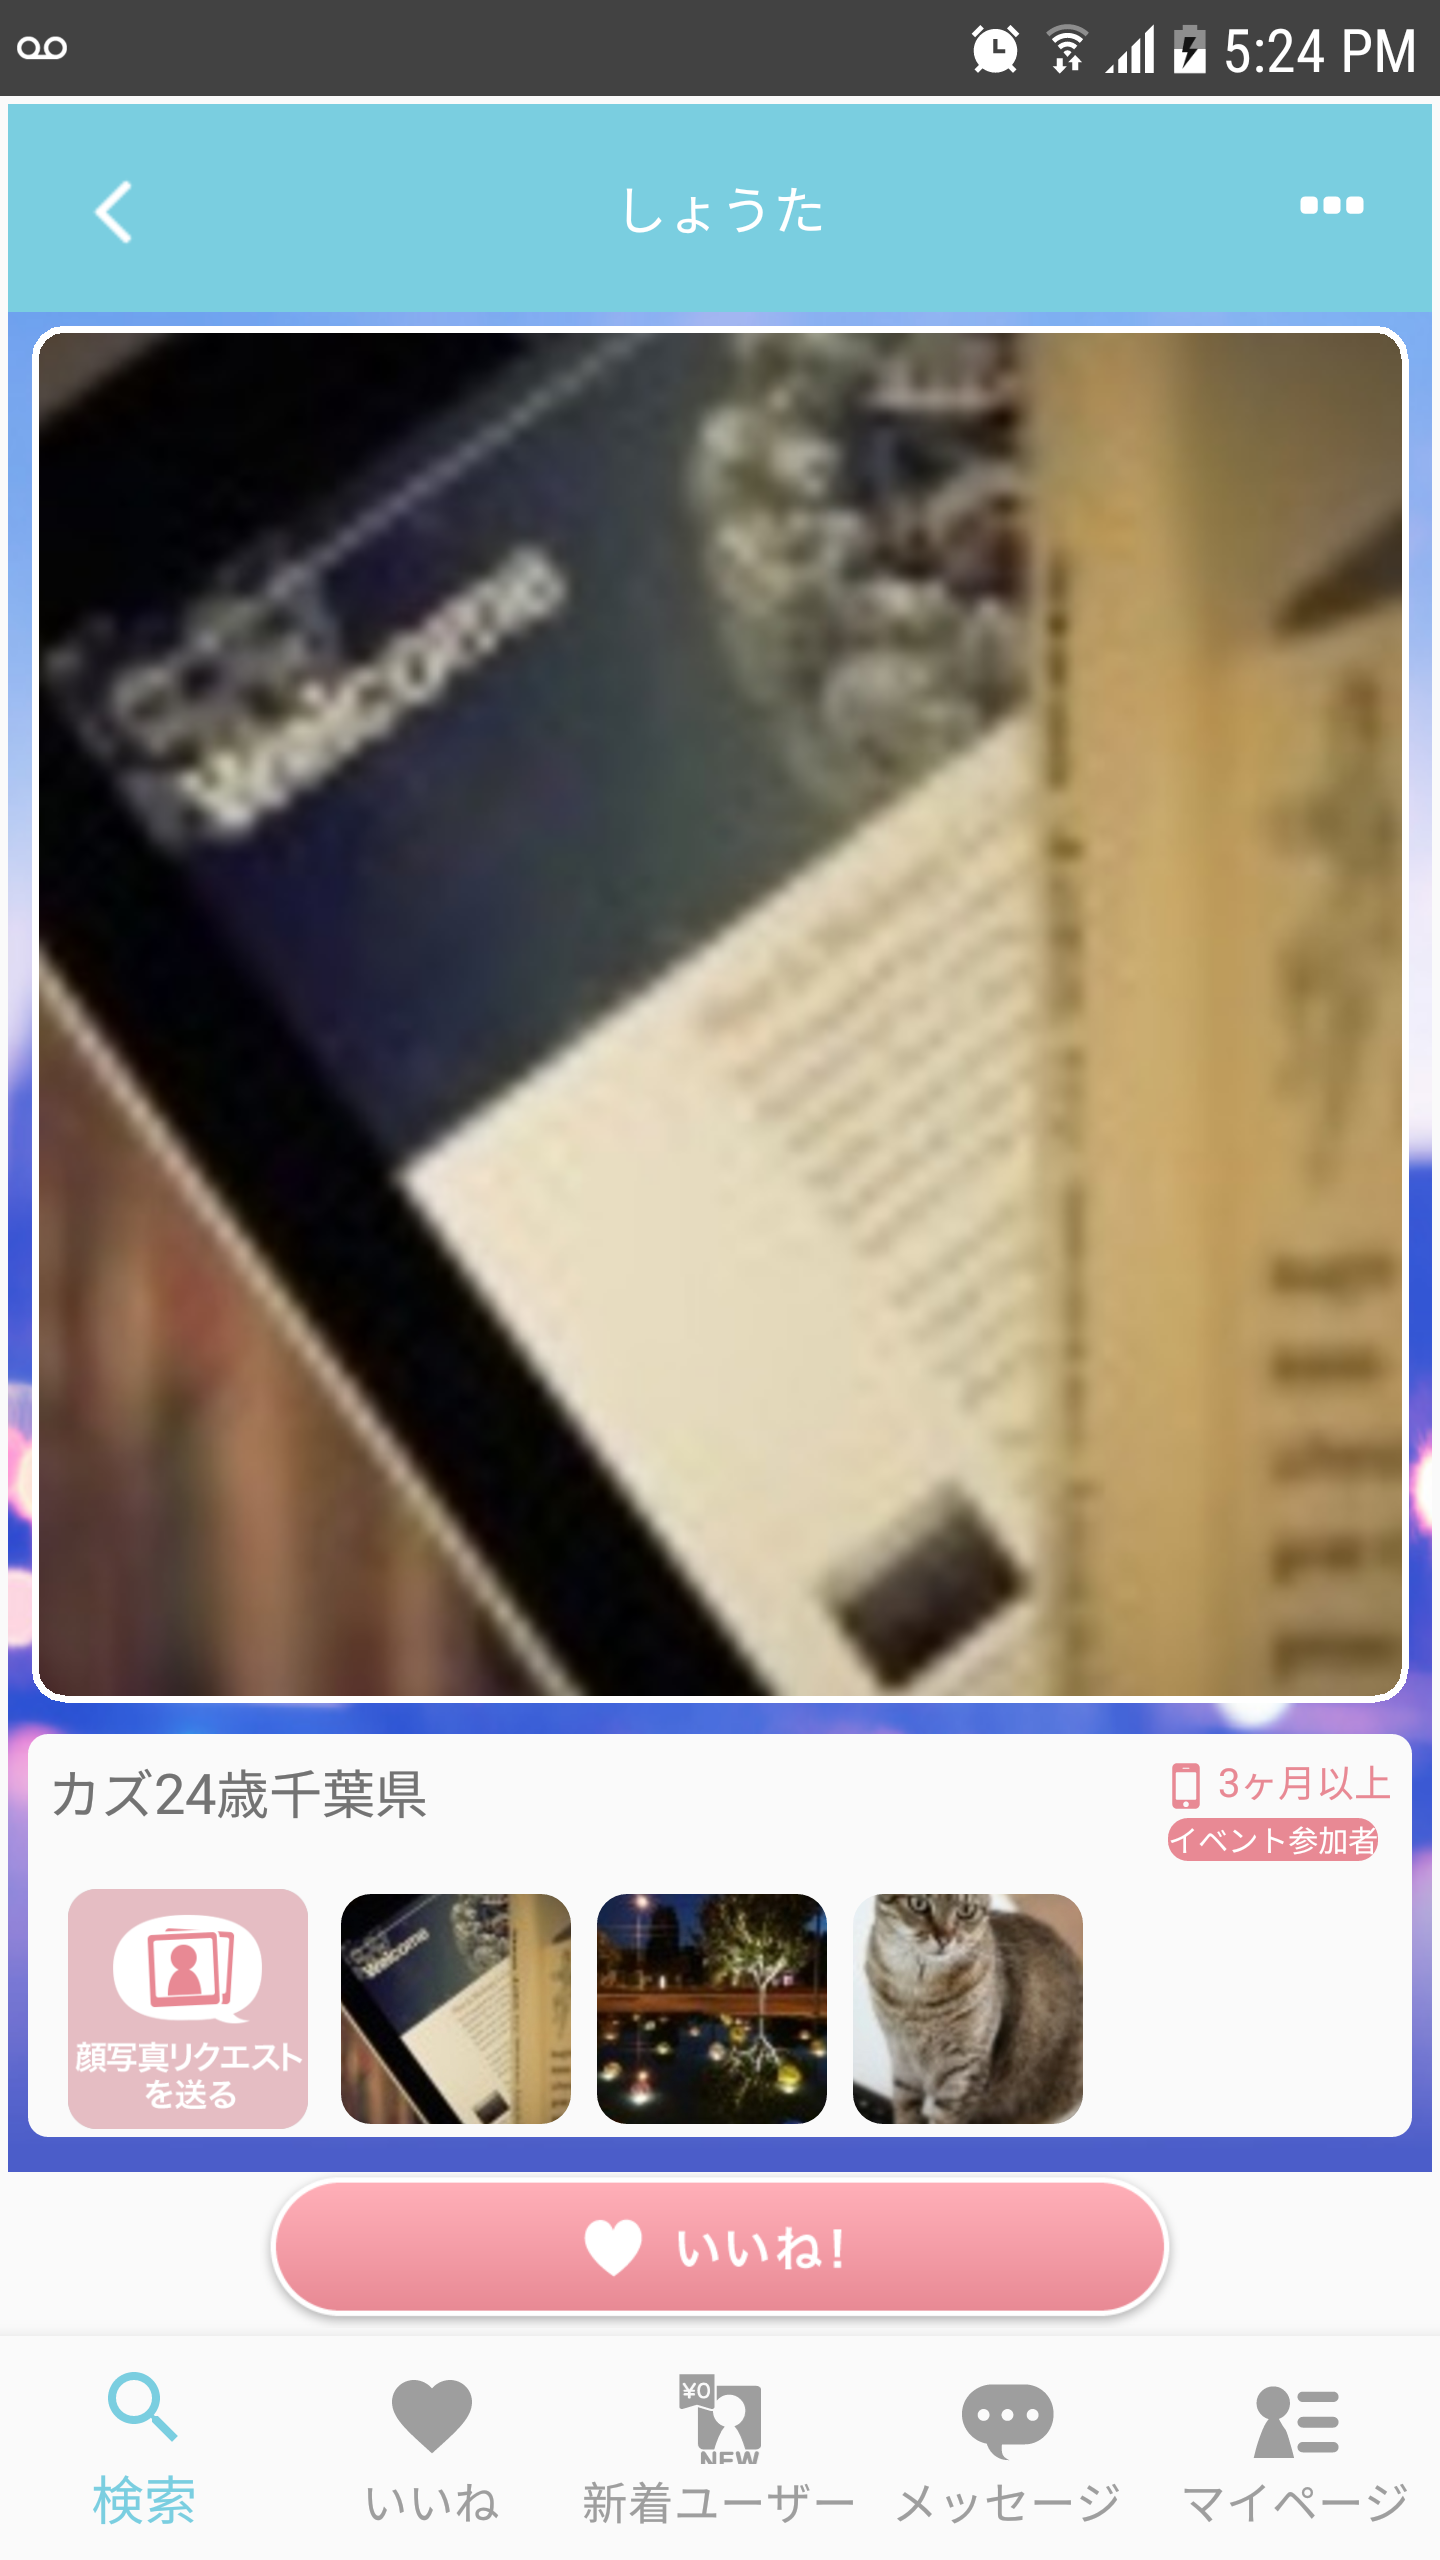 5:24 PM
しょうた
Welcome
カズ24歳千葉県
3ヶ月以上
イベント参加者
顔写真リクエスト
を送る
Welcome
いいね!
¥0
NEW
検索
いいね
新着ユーザー
メッセージ
マイページ